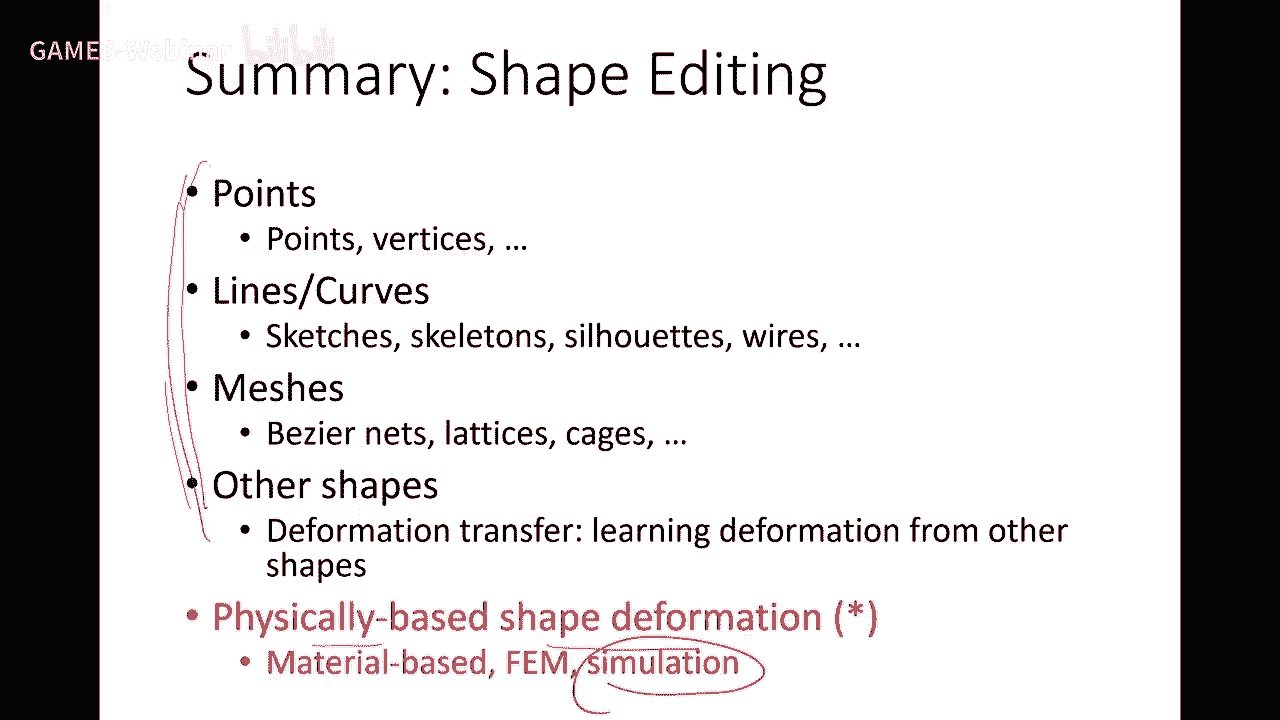 GAMES-Webinar
Summary: Shape Editing
• Points
• Points, vertices, …
• Lines/Curves
• Sketches, skeletons, silhouettes, wires, …
• Meshes
• Bezier nets, lattices, cages, …
• Other shapes
• Deformation transfer: learning deformation from other
shapes
• Physically-based shape deformation (*)
• Material-based, FEM, simulation